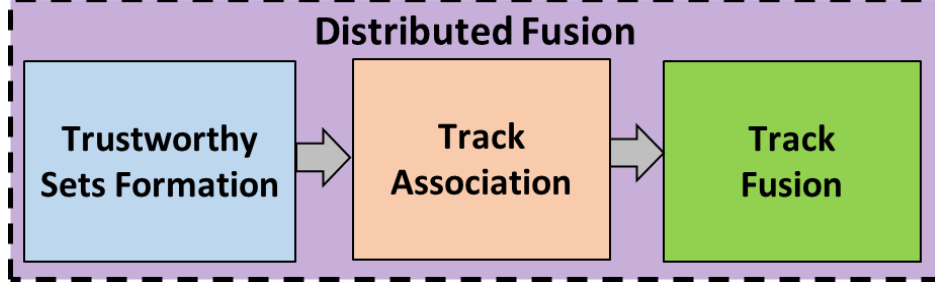 Distributed Fusion
Trustworthy
Sets Formation
Track
Association
Track
Fusion